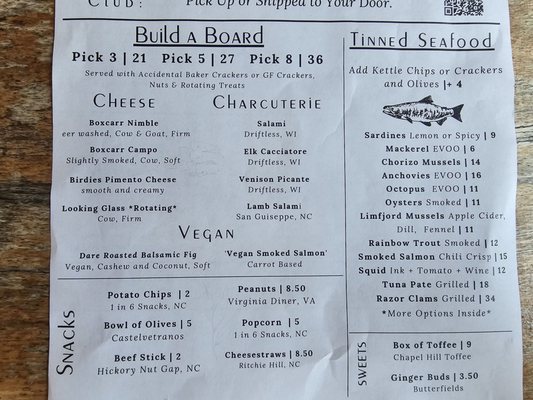 Club:
Pick Up or Shipped to Your Door.
Build a Board
Pick 3 | 21 Pick 5 | 27 Pick 8 | 36
Served with Accidental Baker Crackers or GF Crackers,
Nuts & Rotating Treats
Cheese
Boxcarr Nimble
eer washed, Cow & Goat, Firm
Boxcarr Campo
Slightly Smoked, Cow, Soft
Birdies Pimento Cheese
smooth and creamy
Looking Glass *Rotating*
Cow, Firm
Charcuterie
Salami
Driftless, WI
Elk Cacciatore
Driftless, WI
Venison Picante
Driftless, WI
Lamb Salami
San Guiseppe, NC
Vegan
Dare Roasted Balsamic Fig
Vegan, Cashew and Coconut, Soft
'Vegan Smoked Salmon'
Carrot Based
Snacks
Potato Chips | 2
1 in 6 Snacks, NC
Bowl of Olives | 5
Castelvetranos
Beef Stick | 2
Hickory Nut Gap, NC
Peanuts | 8.50
Virginia Diner, VA
Popcorn | 5
1 in 6 Snacks, NC
Cheesestraws | 8.50
Ritchie Hill, NC
Tinned Seafood
Add Kettle Chips or Crackers
and Olives |+ 4
Sardines Lemon or Spicy | 9
Mackerel EVOO | 6
Chorizo Mussels | 14
Anchovies EVOO | 16
Octopus EVOO | 11
Oysters Smoked | 11
Limfjord Mussels Apple Cider,
Dill, Fennel | 11
Rainbow Trout Smoked | 12
Smoked Salmon Chili Crisp | 15
Squid Ink + Tomato + Wine | 12
Tuna Pate Grilled | 18
Razor Clams Grilled | 34
*More Options Inside*
Sweets
Box of Toffee | 9
Chapel Hill Toffee
Ginger Buds | 3.50
Butterfields